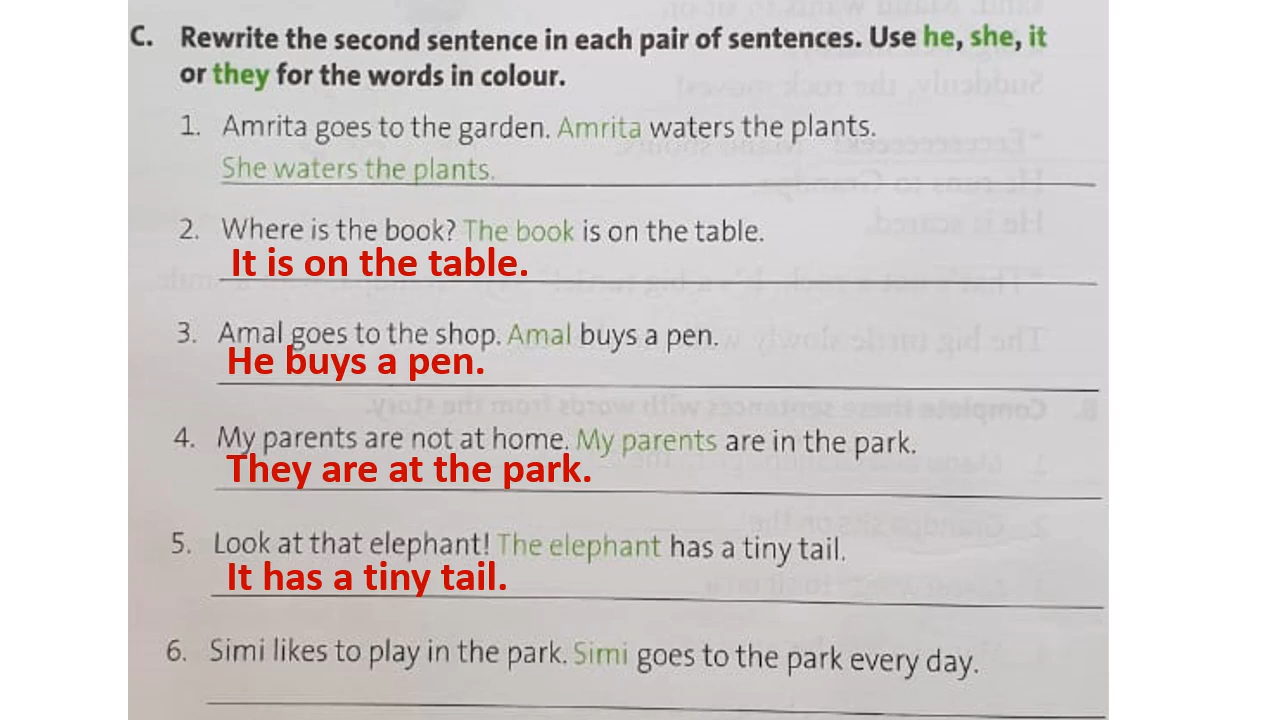 C. Rewrite the second sentence in each pair of sentences. Use he, she, it
or they for the words in colour.
1. Amrita goes to the garden. Amrita waters the plants.
She waters the plants.
2. Where is the book? The book is on the table.
It is on the table.
3. Amal goes to the shop. Amal buys a pen.
He buys a pen.
4. My parents are not at home. My parents are in the park.
They are at the park.
5. Look at that elephant! The elephant has a tiny tail.
It has a tiny tail.
6. Simi likes to play in the park. Simi goes to the park every day.